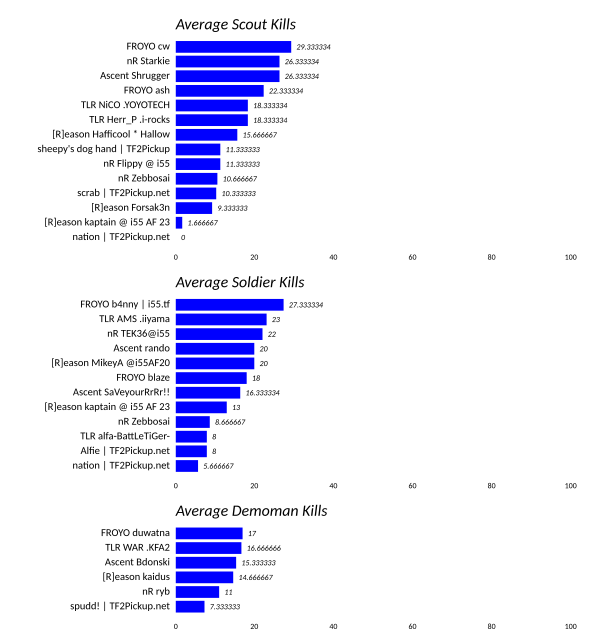 Average Scout Kills
FROYO cw 29.333334
nR Starkie 26.333334
Ascent Shrugger 26.333334
FROYO ash 22.333334
TLR NiCO .YOYOTECH 18.333334
TLR Herr_P .i-rocks 18.333334
[R]eason Hafficool * Hallow 15.666667
sheepy's dog hand | TF2Pickup 11.333333
nR Flippy @ i55 11.333333
nR Zebbosai 10.666667
scrab | TF2Pickup.net 10.333333
[R]eason Forsak3n 9.333333
[R]eason kaptain @ i55 AF 23 1.666667
nation | TF2Pickup.net 0
0 20 40 60 80 100
Average Soldier Kills
FROYO b4nny | i55.tf 27.333334
TLR AMS .iiyama 23
nR TEK36@i55 22
Ascent rando 20
[R]eason MikeyA @i55AF20 20
FROYO blaze 18
Ascent SaVeyourRrRr!! 16.333334
[R]eason kaptain @ i55 AF 23 13
nR Zebbosai 8.666667
TLR alfa-BattLeTiGer- 8
Alfie | TF2Pickup.net 8
nation | TF2Pickup.net 5.666667
0 20 40 60 80 100
Average Demoman Kills
FROYO duwatna 17
TLR WAR .KFA2 16.666666
Ascent Bdonski 15.333333
[R]eason kaidus 14.666667
nR ryb 11
spudd! | TF2Pickup.net 7.333333
0 20 40 60 80 100